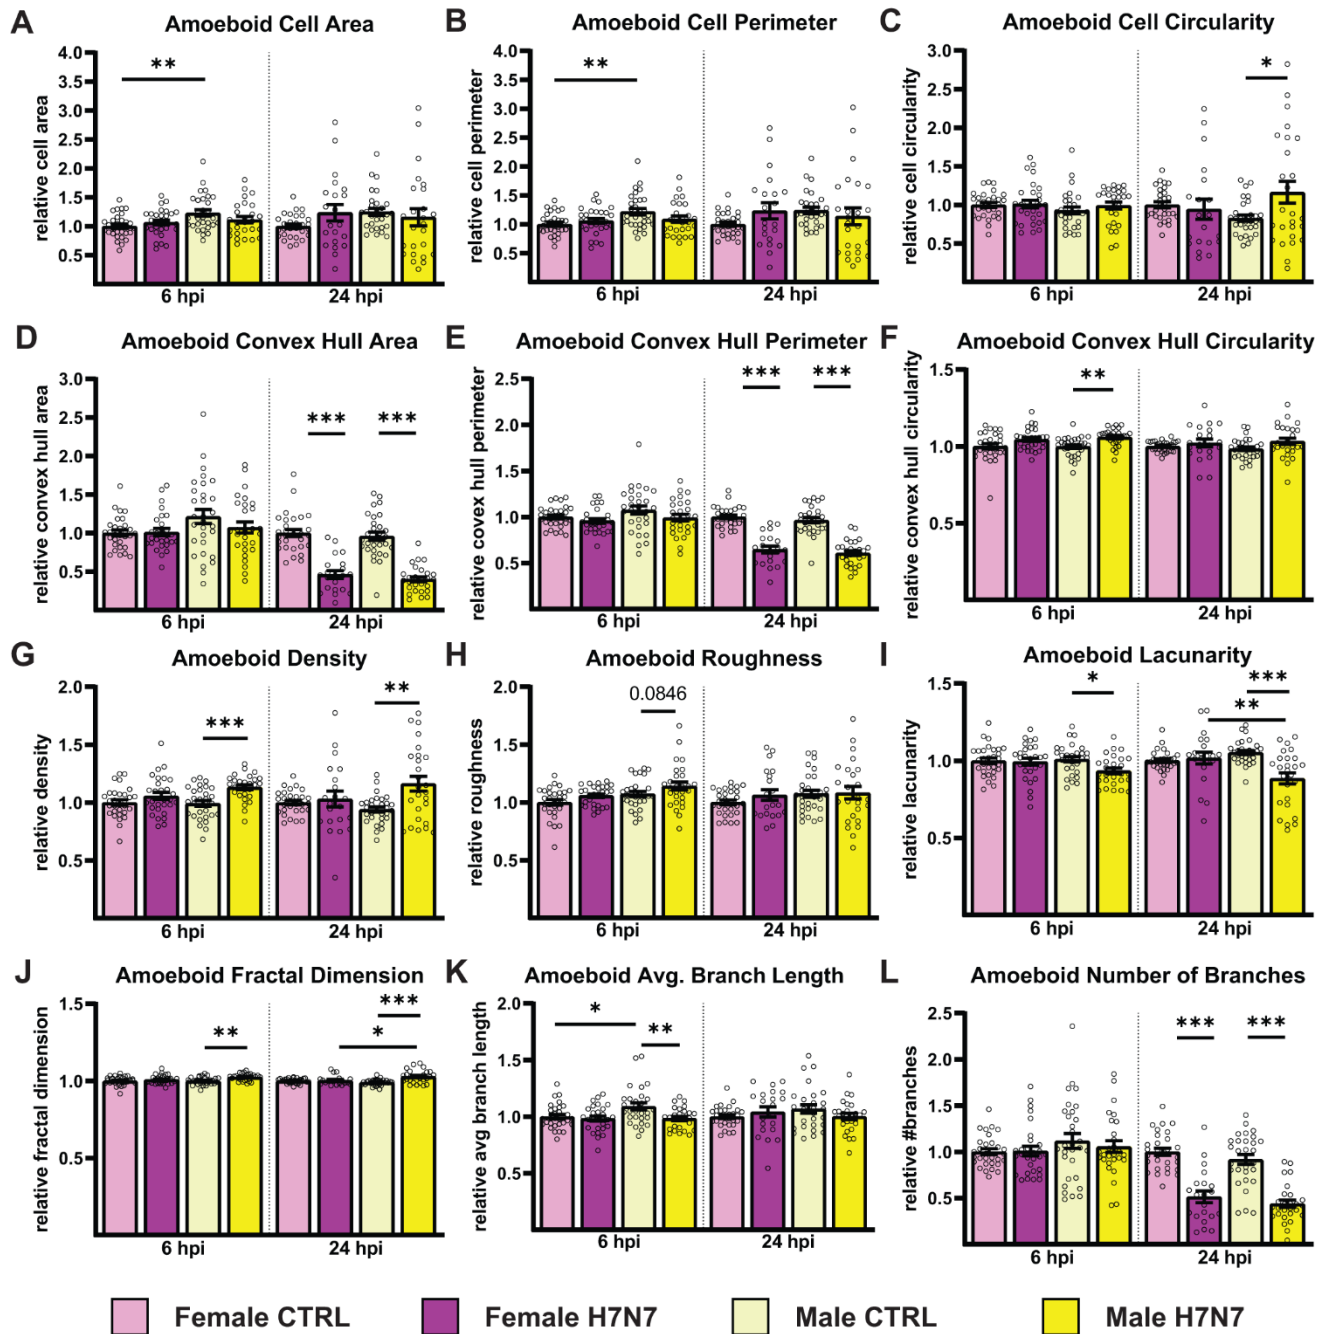 A Amoeboid Cell Area
relative cell area
4.0
3.5
3.0
2.5
2.0
1.5
1.0
0.5
**
6 hpi 24 hpi
B Amoeboid Cell Perimeter
relative cell perimeter
4.0
3.5
3.0
2.5
2.0
1.5
1.0
0.5
**
6 hpi 24 hpi
C Amoeboid Cell Circularity
relative cell circularity
3.0
2.5
2.0
1.5
1.0
0.5
*
6 hpi 24 hpi
D Amoeboid Convex Hull Area
relative convex hull area
3.0
2.5
2.0
1.5
1.0
0.5
*** ***
6 hpi 24 hpi
E Amoeboid Convex Hull Perimeter
relative covex hull perimeter
2.5
2.0
1.5
1.0
0.5
*** ***
6 hpi 24 hpi
F Amoeboid Convex Hull Circularity
relative convex hull circularity
1.5
1.0
0.5
**
6 hpi 24 hpi
G Amoeboid Density
relative density
2.0
1.5
1.0
0.5
*** **
6 hpi 24 hpi
H Amoeboid Roughness
relative roughness
2.0
1.5
1.0
0.5
0.0846
6 hpi 24 hpi
I Amoeboid Lacunarity
relative lacunarity
1.5
1.0
0.5
* *** **
6 hpi 24 hpi
J Amoeboid Fractal Dimension
relative fractal dimension
1.5
1.0
0.5
** *** *
6 hpi 24 hpi
K Amoeboid Avg. Branch Length
relative avg branch length
2.0
1.5
1.0
0.5
* **
6 hpi 24 hpi
L Amoeboid Number of Branches
relative #branches
2.5
2.0
1.5
1.0
0.5
*** ***
6 hpi 24 hpi
Female CTRL Female H7N7 Male CTRL Male H7N7